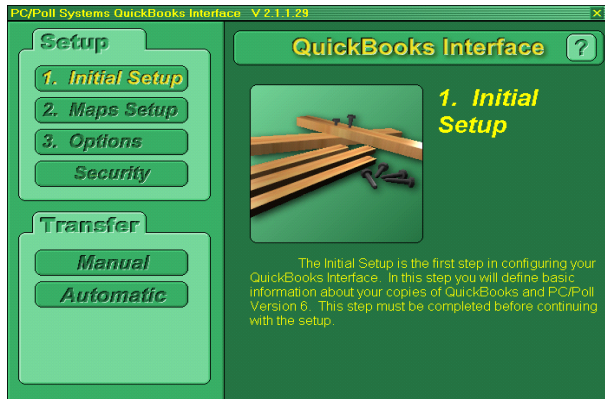 PC/Poll Systems QuickBooks Interface V 2.1.1.29
Setup
1. Initial Setup
2. Maps Setup
3. Options
Security
Transfer
Manual
Automatic
QuickBooks Interface ?
1. Initial
Setup
The Initial Setup is the first step in configuring your
QuickBooks Interface. In this step you will define basic
information about your copies of QuickBooks and PC/Poll
Version 6. This step must be completed before continuing
with the setup.